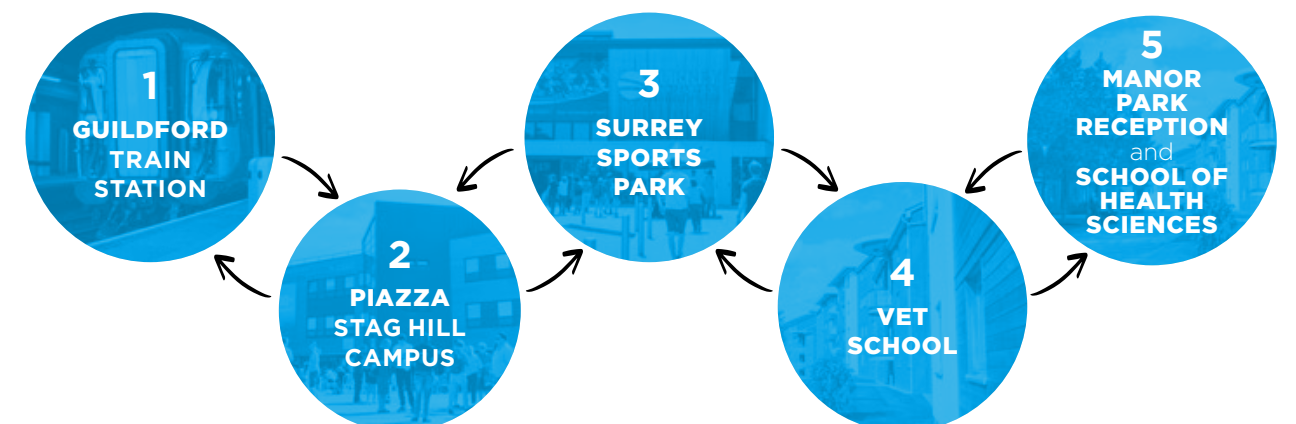 1
GUILDFORD
TRAIN
STATION
2
PIAZZA
STAG HILL
CAMPUS
3
SURREY
SPORTS
PARK
4
VET
SCHOOL
5
MANOR
PARK
RECEPTION
and
SCHOOL OF
HEALTH
SCIENCES